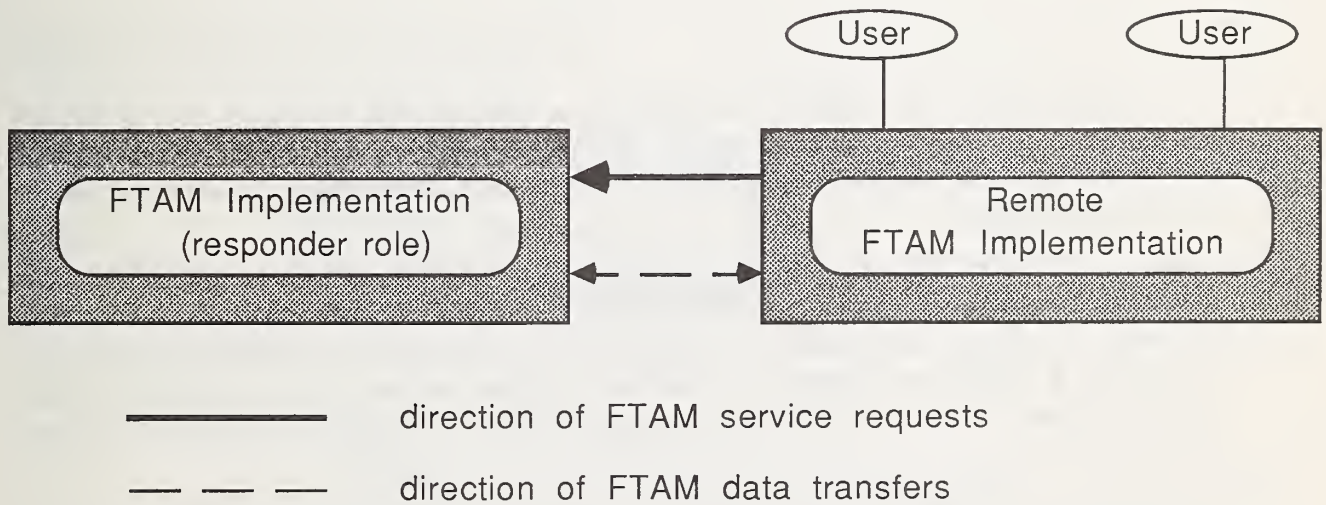 User
User
FTAM Implementation
(responder role)
Remote
FTAM Implementation
direction of FTAM service requests
direction of FTAM data transfers